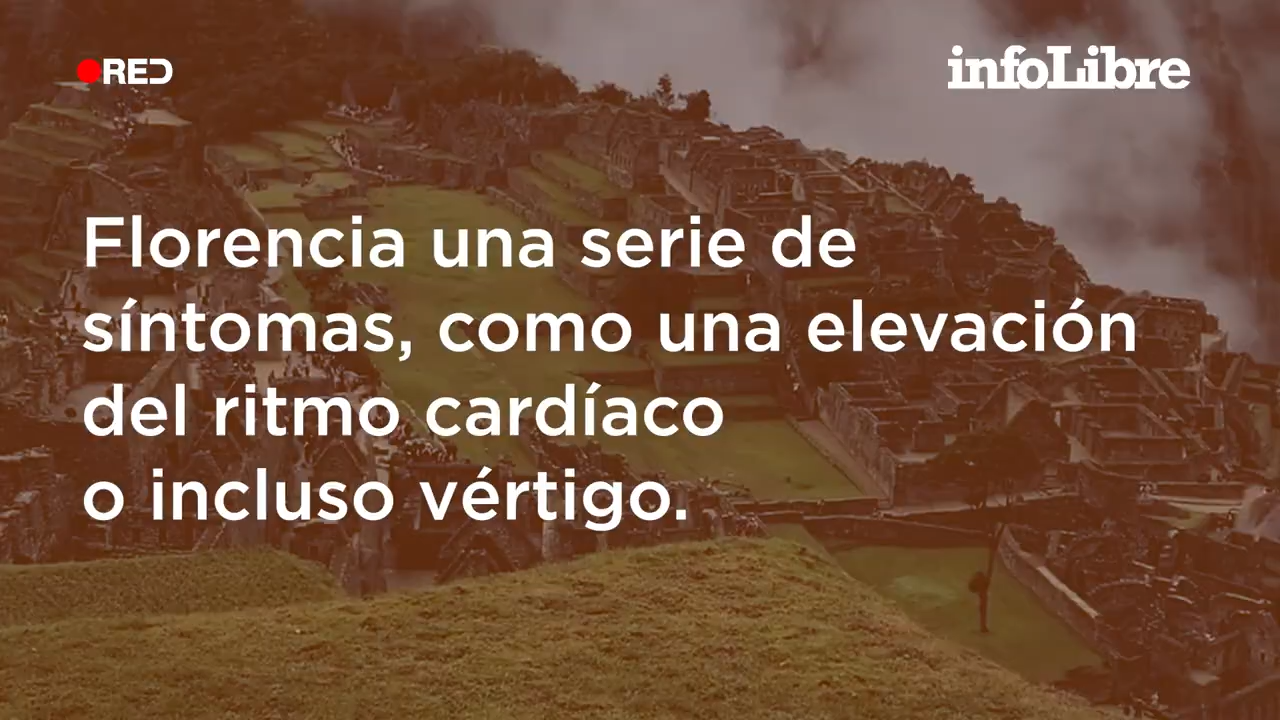 RED
infoLibre
Florencia una serie de
síntomas, como una elevación
del ritmo cardíaco
o incluso vértigo.